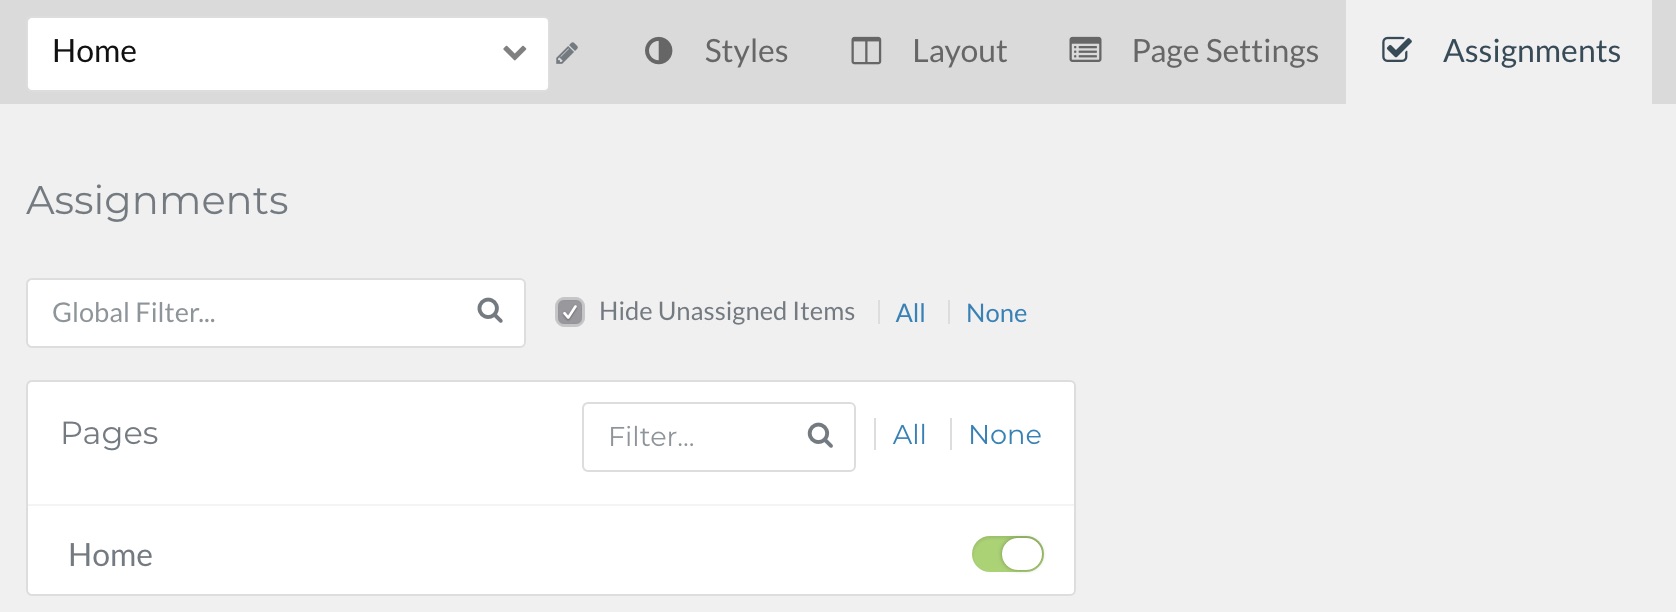 Home Styles Layout Page Settings Assignments
Assignments
Global Filter... Hide Unassigned Items All None
Pages Filter... All None
Home